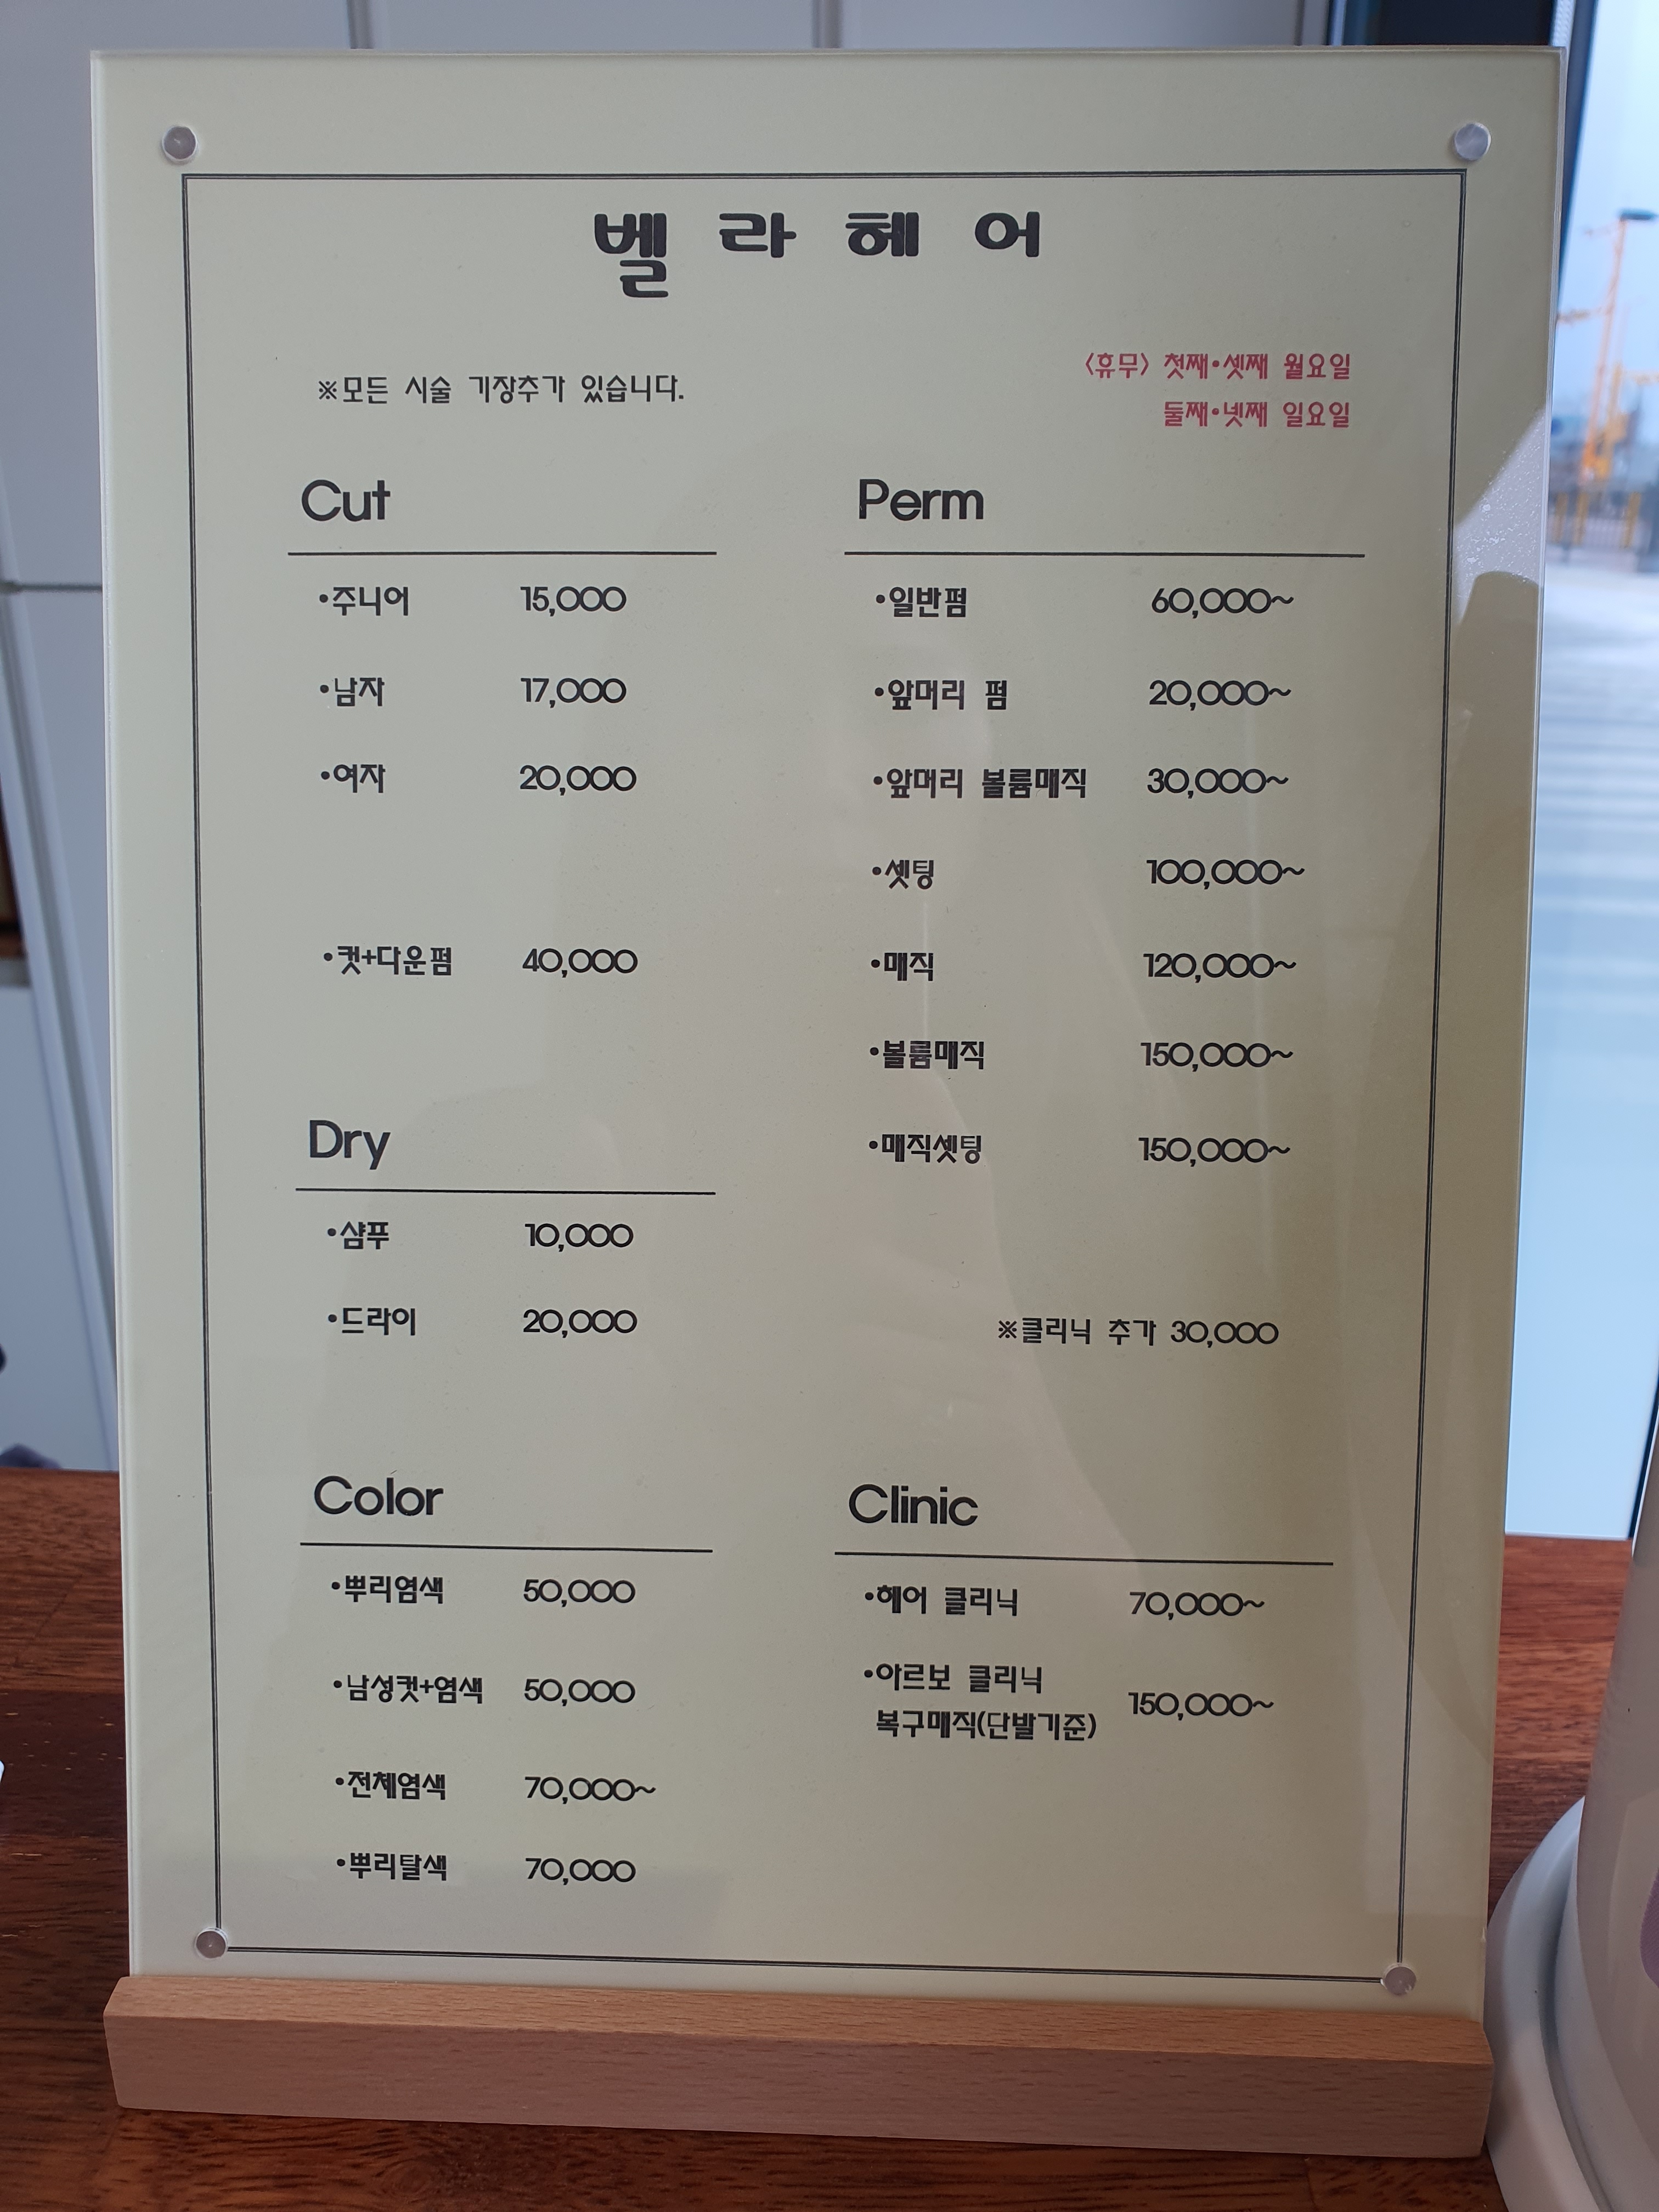 벨라헤어
※모든 시술 기장추가 있습니다.
<휴무> 첫째•셋째 월요일
둘째•넷째 일요일
Cut
•주니어 15,000
•남자 17,000
•여자 20,000
•컷+다운펌 40,000
Dry
•샴푸 10,000
•드라이 20,000
Color
•뿌리염색 50,000
•남성컷+염색 50,000
•전체염색 70,000~
•뿌리탈색 70,000
Perm
•일반펌 60,000~
•앞머리 펌 20,000~
•앞머리 볼륨매직 30,000~
•셋팅 100,000~
•매직 120,000~
•볼륨매직 150,000~
•매직셋팅 150,000~
※클리닉 추가 30,000
Clinic
•헤어 클리닉 70,000~
•아르보 클리닉
복구매직(단발기준) 150,000~